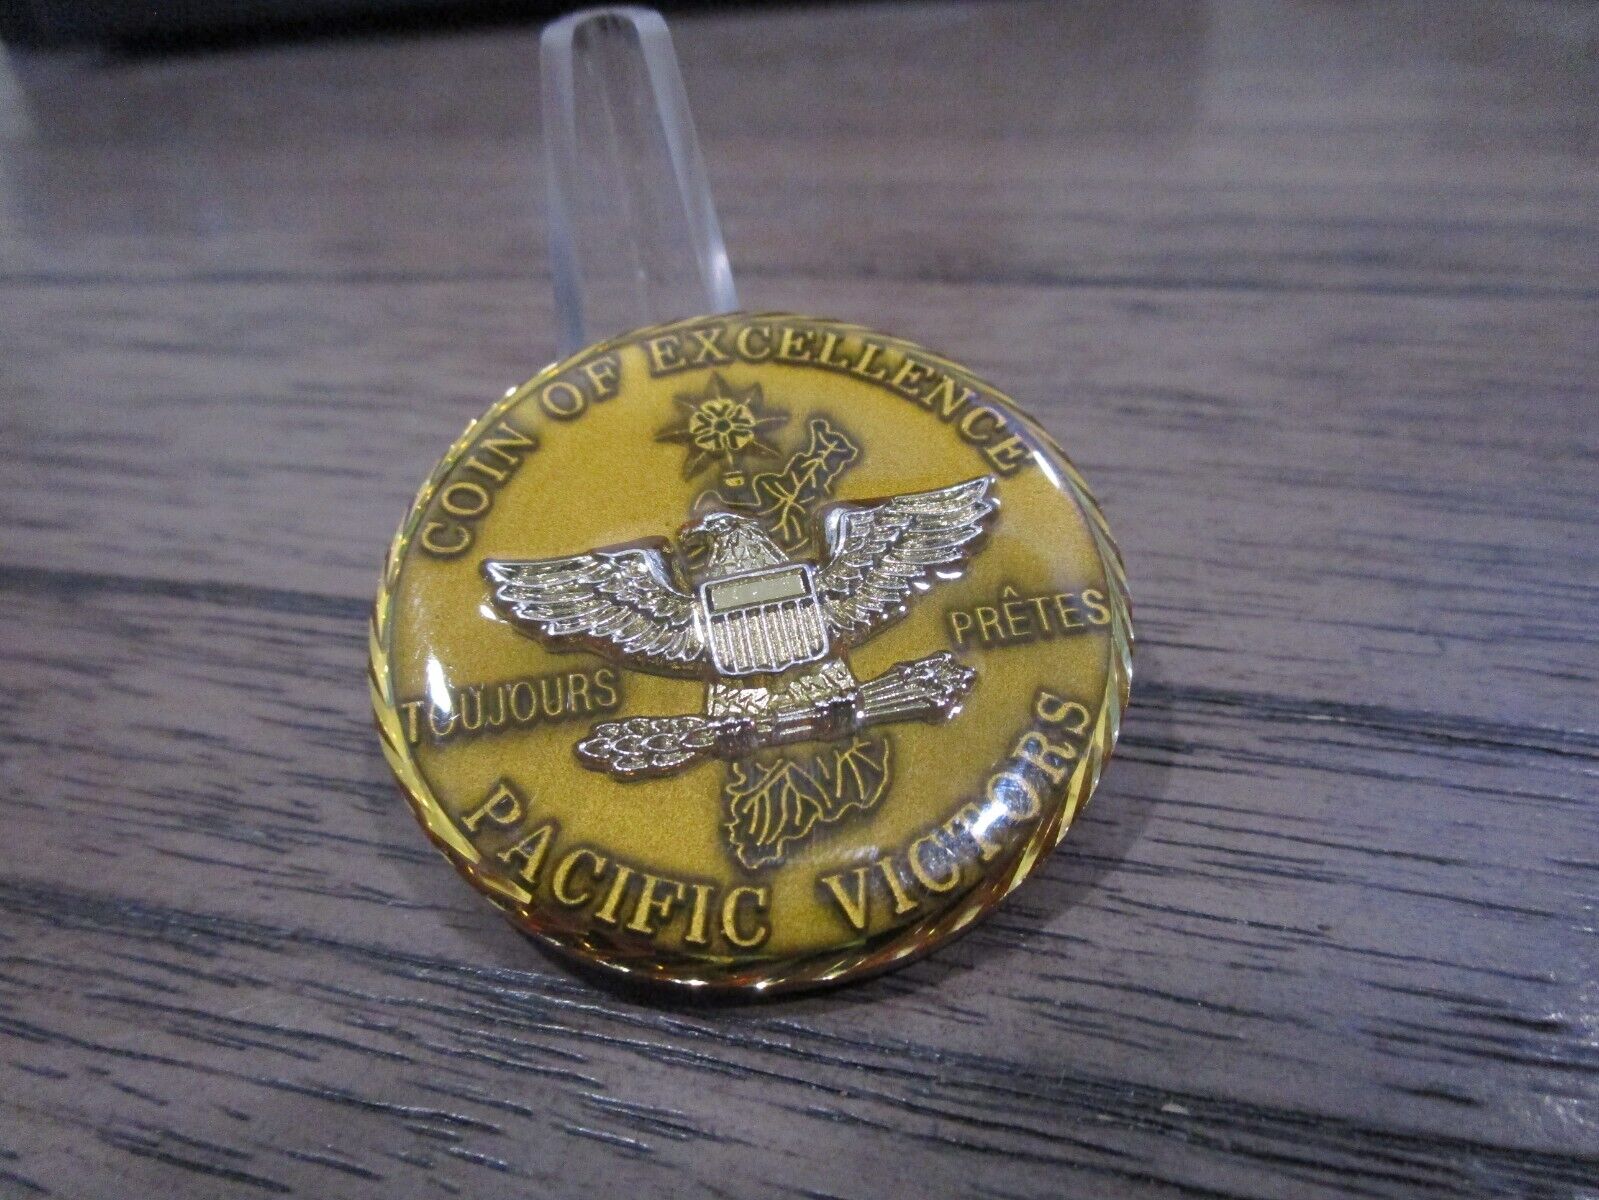 COIN OF EXCELLENCE
TOUJOURS PRÊTES
PACIFIC VICTORS